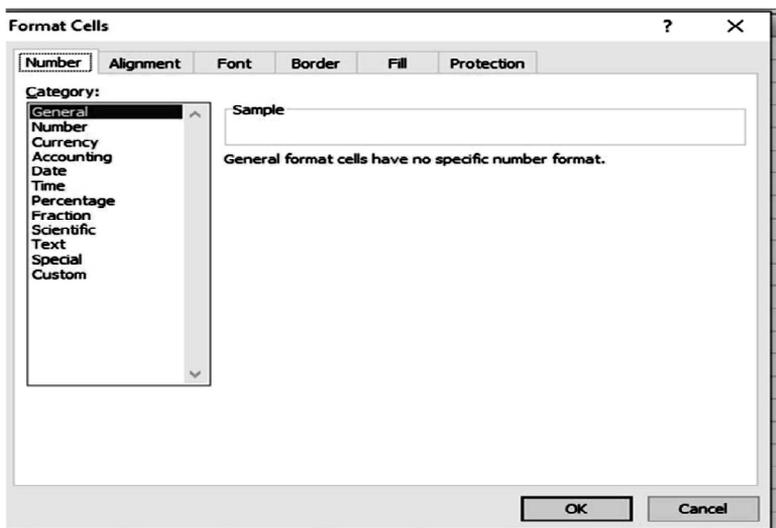 Format Cells ? ✕
Number Alignment Font Border Fill Protection
Category:
General
Number
Currency
Accounting
Date
Time
Percentage
Fraction
Scientific
Text
Special
Custom
Sample
General format cells have no specific number format.
OK Cancel